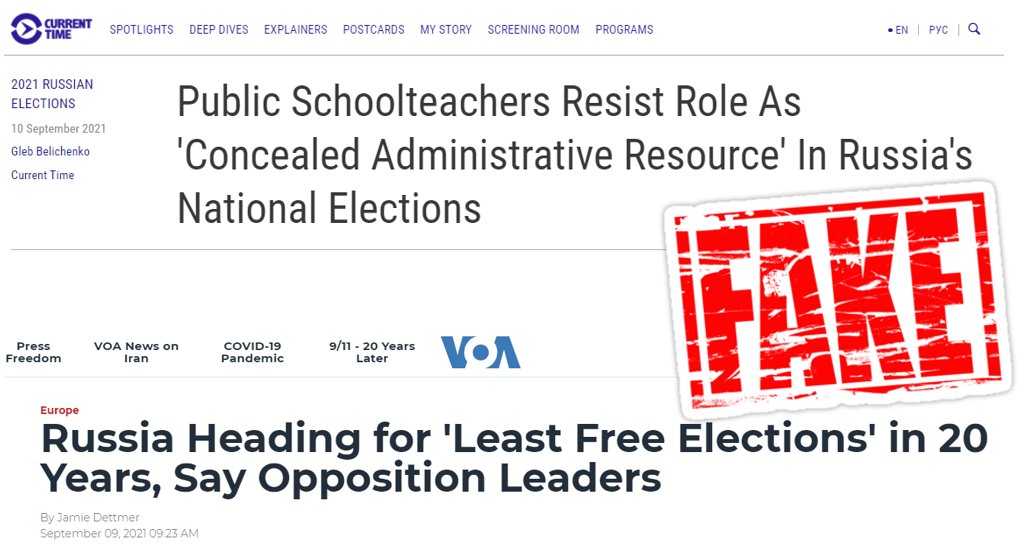 CURRENT TIME
SPOTLIGHTS DEEP DIVES EXPLAINERS POSTCARDS MY STORY SCREENING ROOM PROGRAMS
EN | РУС |
2021 RUSSIAN
ELECTIONS
10 September 2021
Gleb Belichenko
Current Time
Public Schoolteachers Resist Role As
'Concealed Administrative Resource' In Russia's
National Elections
FAKE
Press
Freedom
VOA News on
Iran
COVID-19
Pandemic
9/11 - 20 Years
Later
VOA
Europe
Russia Heading for 'Least Free Elections' in 20
Years, Say Opposition Leaders
By Jamie Dettmer
September 09, 2021 09:23 AM